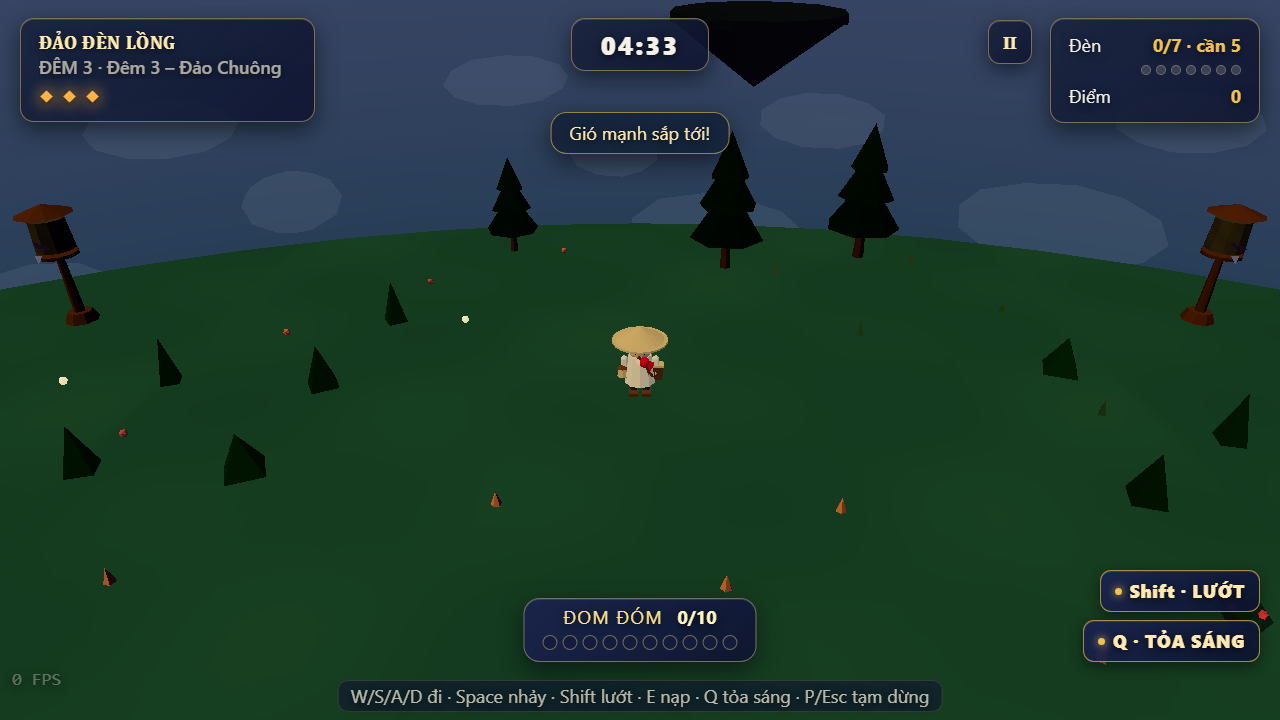 ĐẢO ĐÈN LỒNG
ĐÊM 3 · Đêm 3 – Đảo Chuông
04:33
II
Đèn 0/7 · cần 5
Điểm 0
Gió mạnh sắp tới!
Shift · LƯỚT
Q · TỎA SÁNG
ĐOM ĐÓM 0/10
0 FPS
W/S/A/D đi · Space nhảy · Shift lướt · E nạp · Q tỏa sáng · P/Esc tạm dừng